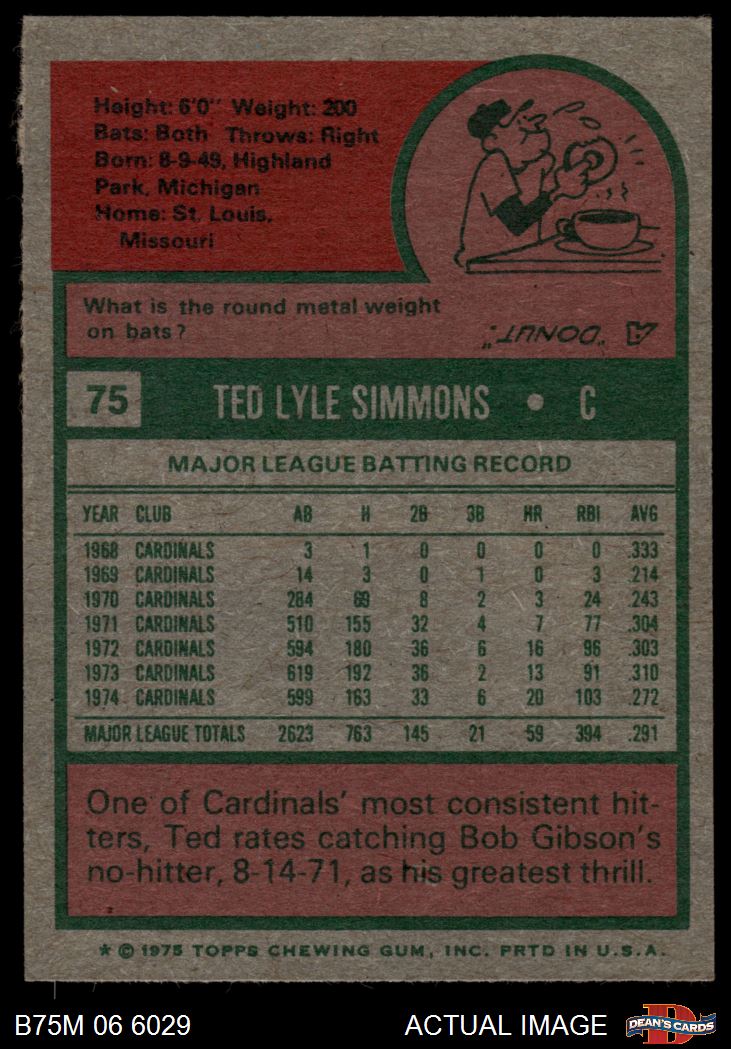 Height: 6'0" Weight: 200
Bats: Both Throws: Right
Born: 8-9-49, Highland
Park, Michigan
Home: St. Louis,
Missouri
What is the round metal weight
on bats?
A "DONUT."
75 TED LYLE SIMMONS • C
MAJOR LEAGUE BATTING RECORD
YEAR CLUB AB H 2B 3B HR RBI AVG
1968 CARDINALS 3 1 0 0 0 0 .333
1969 CARDINALS 14 3 0 1 0 3 .214
1970 CARDINALS 284 69 8 2 3 24 .243
1971 CARDINALS 510 155 32 4 7 77 .304
1972 CARDINALS 594 180 36 6 16 96 .303
1973 CARDINALS 619 192 36 2 13 91 .310
1974 CARDINALS 599 163 33 6 20 103 .272
MAJOR LEAGUE TOTALS 2623 763 145 21 59 394 .291
One of Cardinals' most consistent hit-
ters, Ted rates catching Bob Gibson's
no-hitter, 8-14-71, as his greatest thrill.
* © 1975 TOPPS CHEWING GUM, INC. PRTD IN U.S.A.
B75M 06 6029 ACTUAL IMAGE
D
DEAN'S CARDS